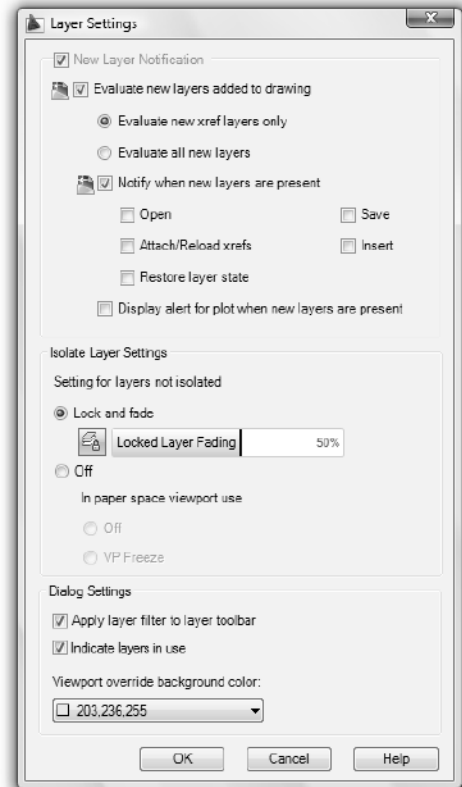 Layer Settings
New Layer Notification
Evaluate new layers added to drawing
Evaluate new xref layers only
Evaluate all new layers
Notify when new layers are present
Open
Save
Attach/Reload xrefs
Insert
Restore layer state
Display alert for plot when new layers are present
Isolate Layer Settings
Setting for layers not isolated
Lock and fade
Locked Layer Fading 50%
Off
In paper space viewport use
Off
VP Freeze
Dialog Settings
Apply layer filter to layer toolbar
Indicate layers in use
Viewport override background color:
203,236,255
OK Cancel Help